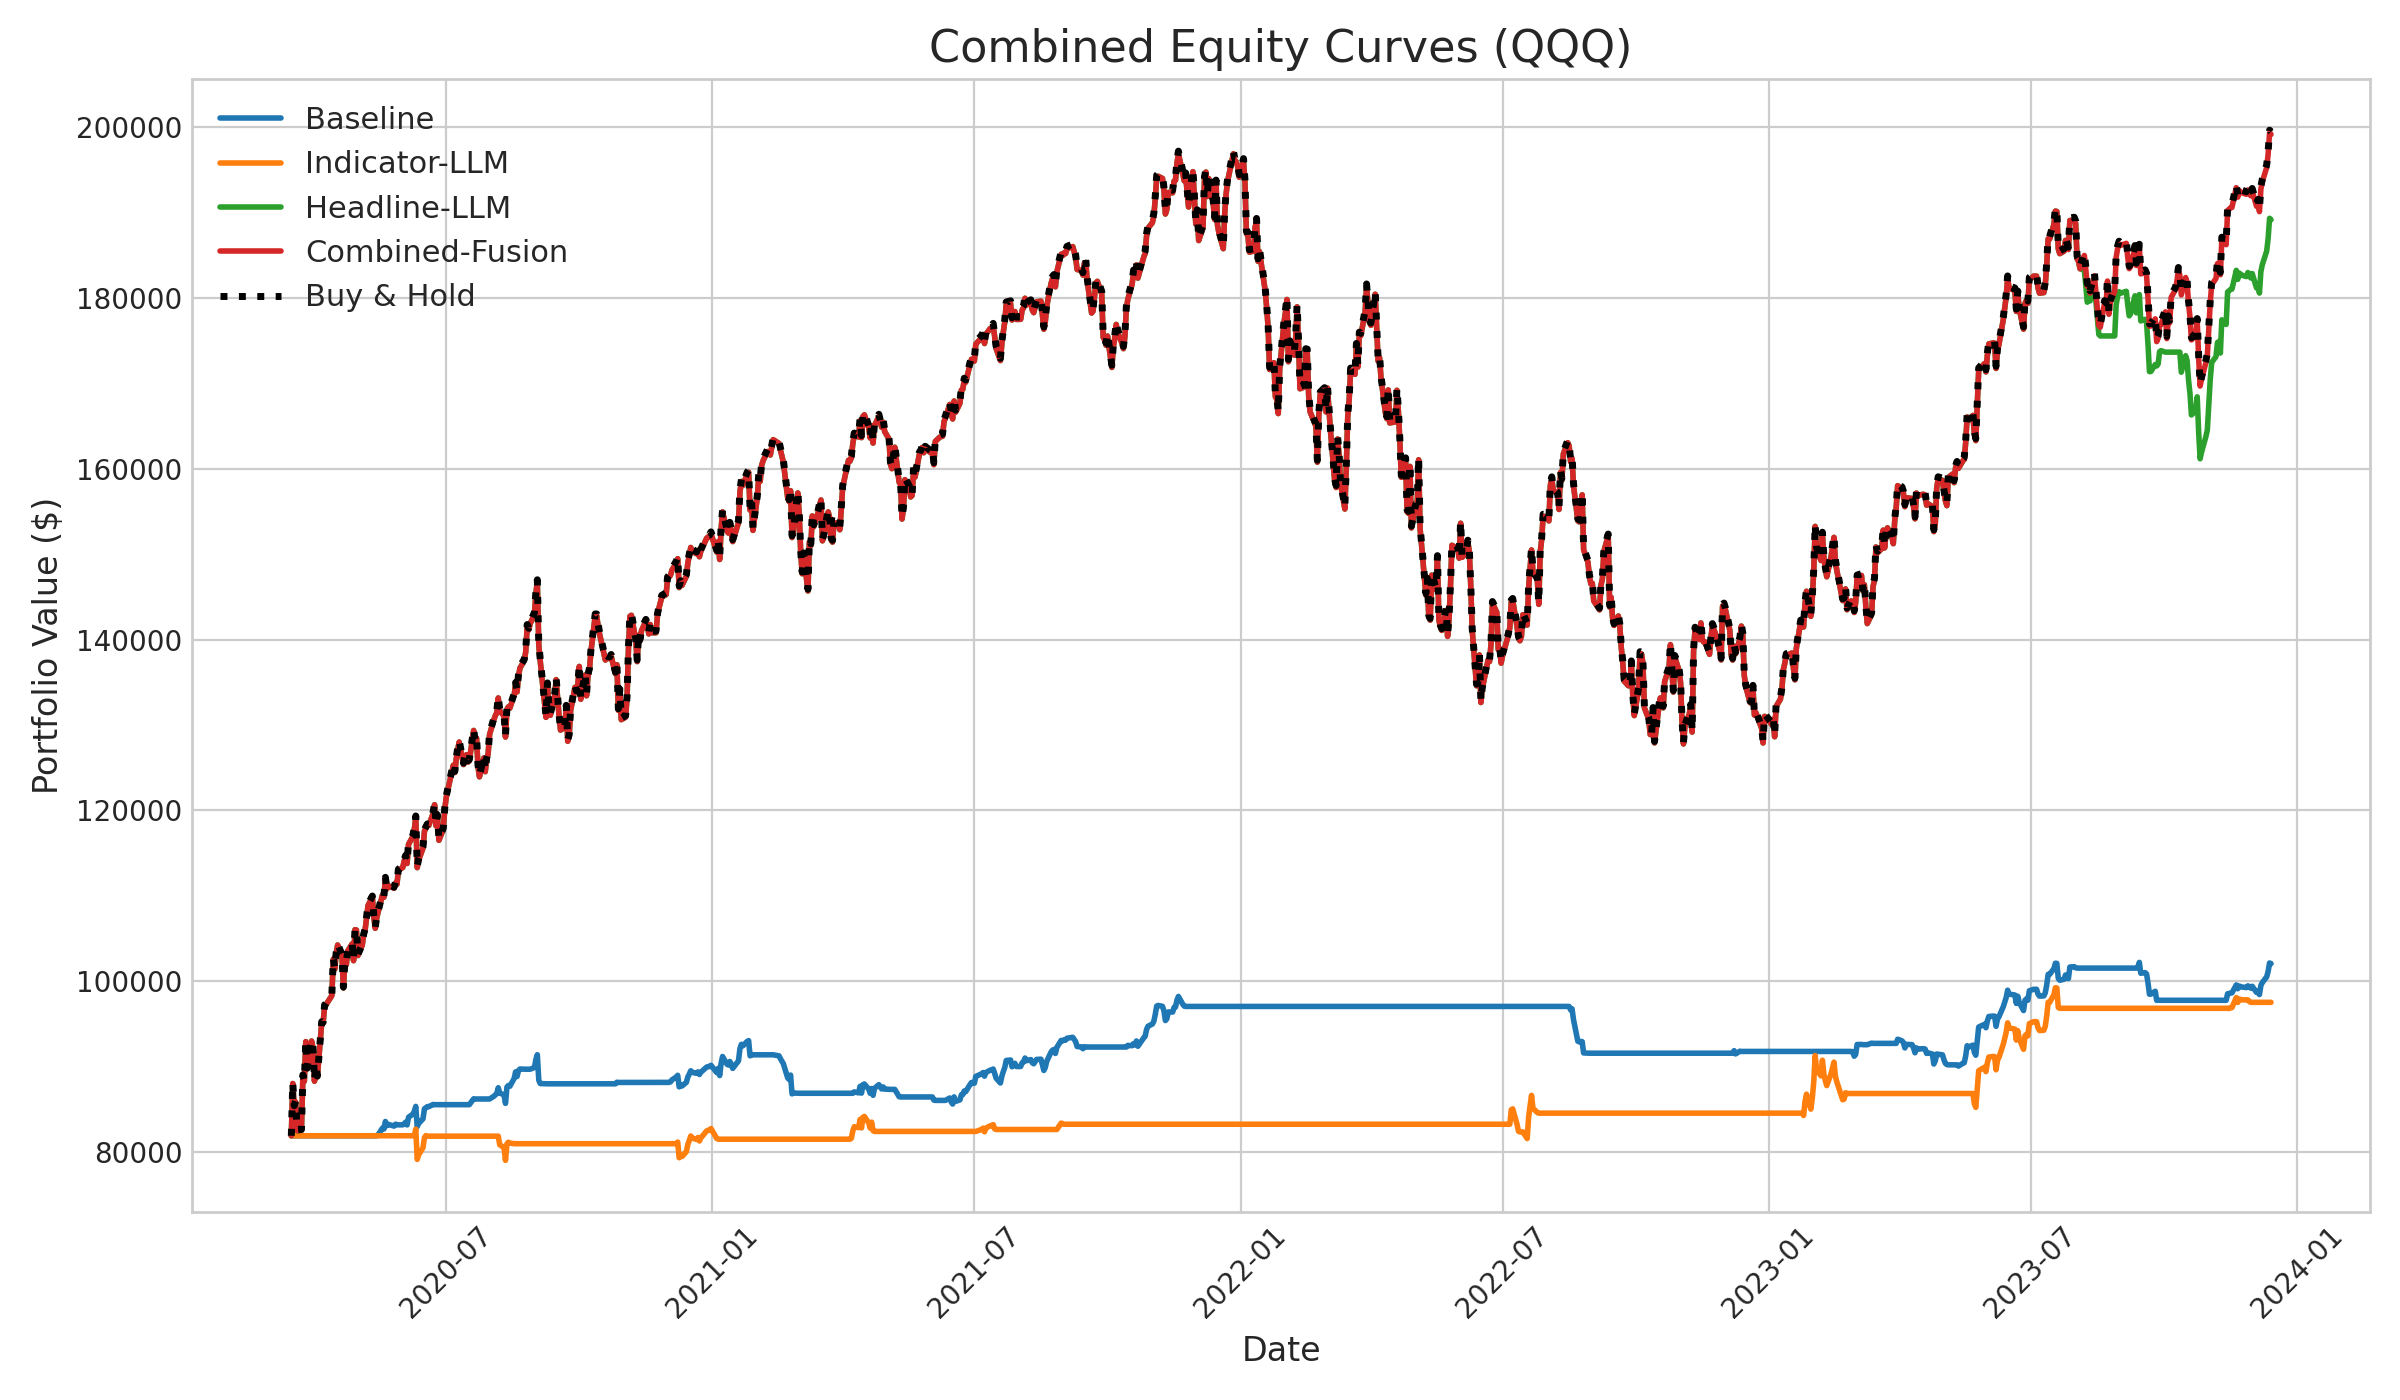 Combined Equity Curves (QQQ)
Baseline
Indicator-LLM
Headline-LLM
Combined-Fusion
Buy & Hold
Portfolio Value ($)
200000
180000
160000
140000
120000
100000
80000
2020-07
2021-01
2021-07
2022-01
2022-07
2023-01
2023-07
2024-01
Date